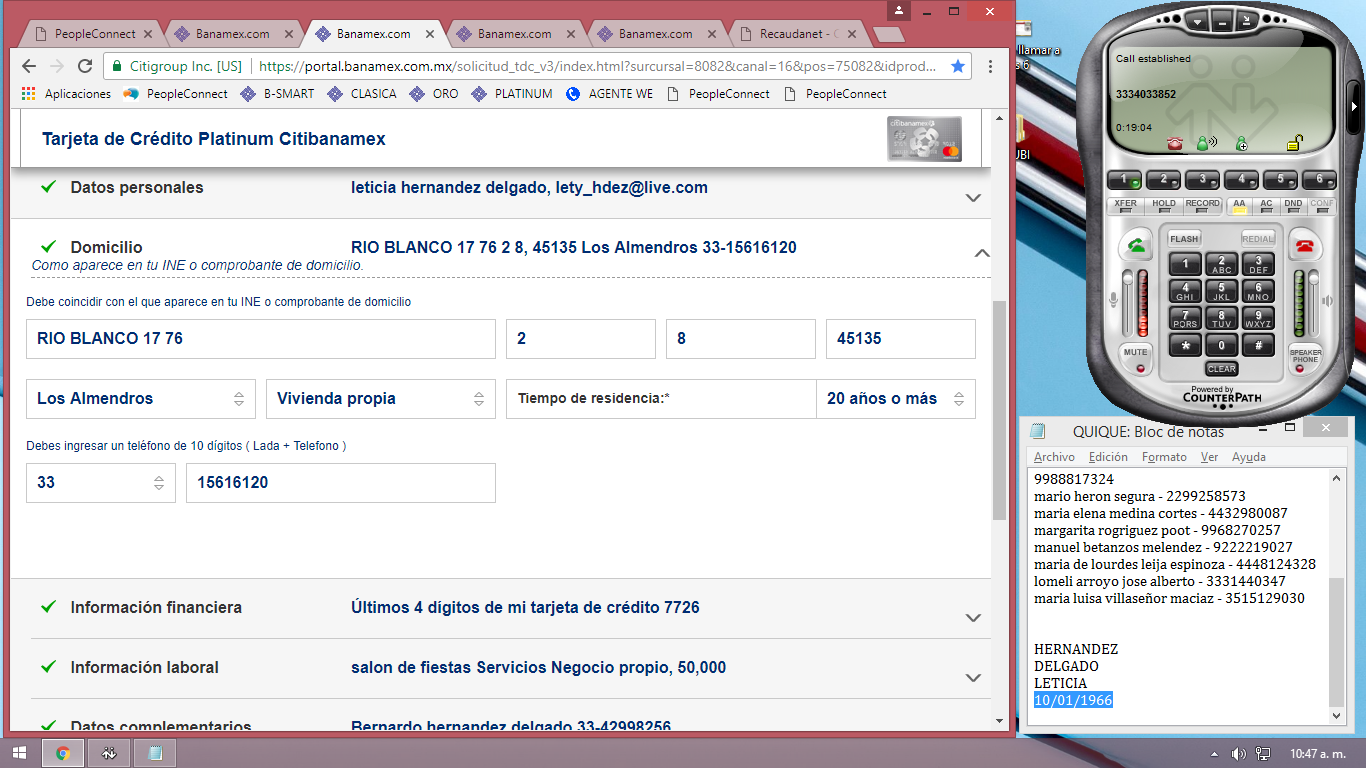 PeopleConnect
Banamex.com
Banamex.com
Banamex.com
Banamex.com
Recaudanet -
Citigroup Inc. [US] | https://portal.banamex.com.mx/solicitud_tdc_v3/index.html?surcursal=8082&canal=16&pos=75082&idprod...
Aplicaciones PeopleConnect B-SMART CLASICA ORO PLATINUM AGENTE WE PeopleConnect PeopleConnect
Tarjeta de Crédito Platinum Citibanamex
citibanamex
Datos personales leticia hernandez delgado, lety_hdez@live.com
Domicilio RIO BLANCO 17 76 2 8, 45135 Los Almendros 33-15616120
Como aparece en tu INE o comprobante de domicilio.
Debe coincidir con el que aparece en tu INE o comprobante de domicilio
RIO BLANCO 17 76 2 8 45135
Los Almendros Vivienda propia Tiempo de residencia:* 20 años o más
Debes ingresar un teléfono de 10 dígitos ( Lada + Telefono )
33 15616120
Información financiera Últimos 4 dígitos de mi tarjeta de crédito 7726
Información laboral salon de fiestas Servicios Negocio propio, 50,000
Datos complementarios Bernardo hernandez delgado 33-42998256
llamar a
s 6
UBI
Call established
3334033852
0:19:04
1 2 3 4 5 6
XFER HOLD RECORD AA AC DND CONF
FLASH REDIAL
1 2 ABC 3 DEF
4 GHI 5 JKL 6 MNO
7 PQRS 8 TUV 9 WXYZ
* 0 #
MUTE CLEAR SPEAKER PHONE
Powered by
COUNTERPATH
QUIQUE: Bloc de notas
Archivo Edición Formato Ver Ayuda
9988817324
mario heron segura - 2299258573
maria elena medina cortes - 4432980087
margarita rogriguez poot - 9968270257
manuel betanzos melendez - 9222219027
maria de lourdes leija espinoza - 4448124328
lomeli arroyo jose alberto - 3331440347
maria luisa villaseñor maciaz - 3515129030
HERNANDEZ
DELGADO
LETICIA
10/01/1966
10:47 a. m.